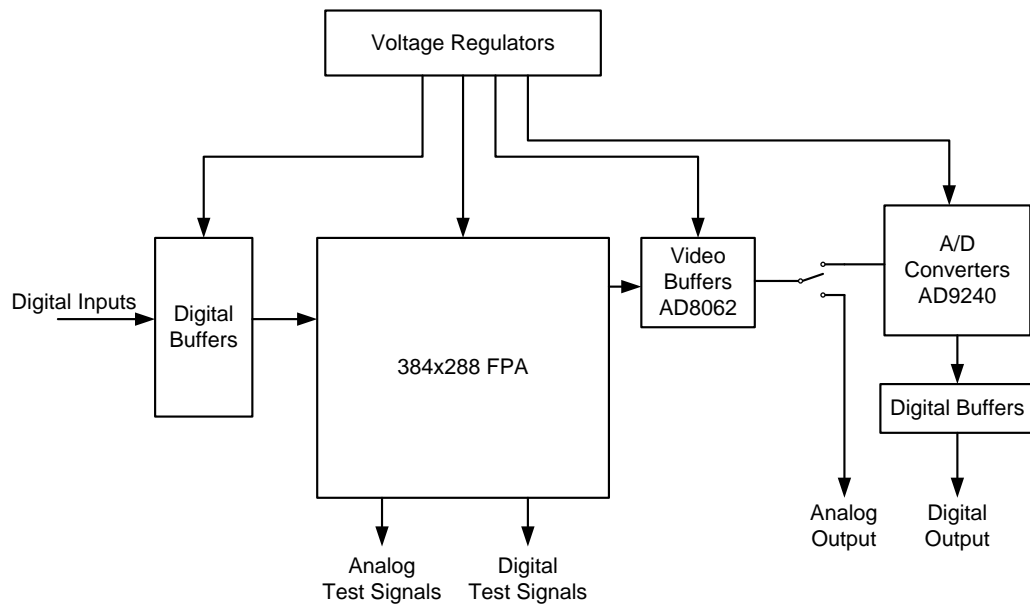 Voltage Regulators
Digital Inputs
Digital
Buffers
384x288 FPA
Video
Buffers
AD8062
A/D
Converters
AD9240
Digital Buffers
Analog
Test Signals
Digital
Test Signals
Analog
Output
Digital
Output